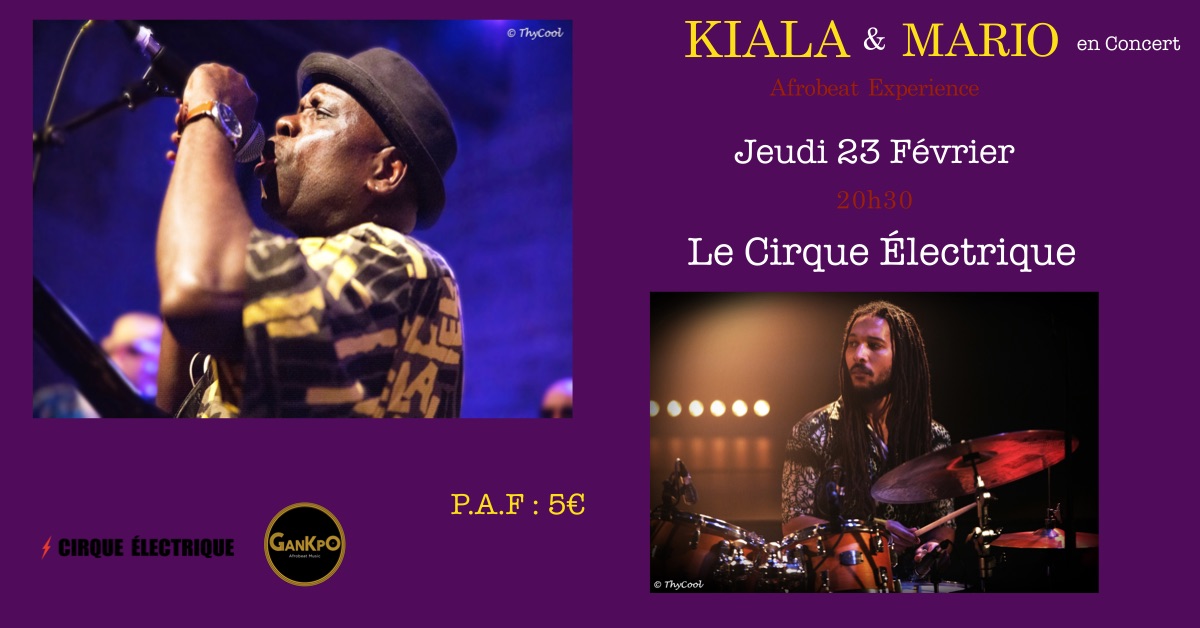 © ThyCool
KIALA & MARIO en Concert
Afrobeat Experience
Jeudi 23 Février
20h30
Le Cirque Électrique
P.A.F : 5€
CIRQUE ÉLECTRIQUE
GANKPO
Afrobeat Music
© ThyCool